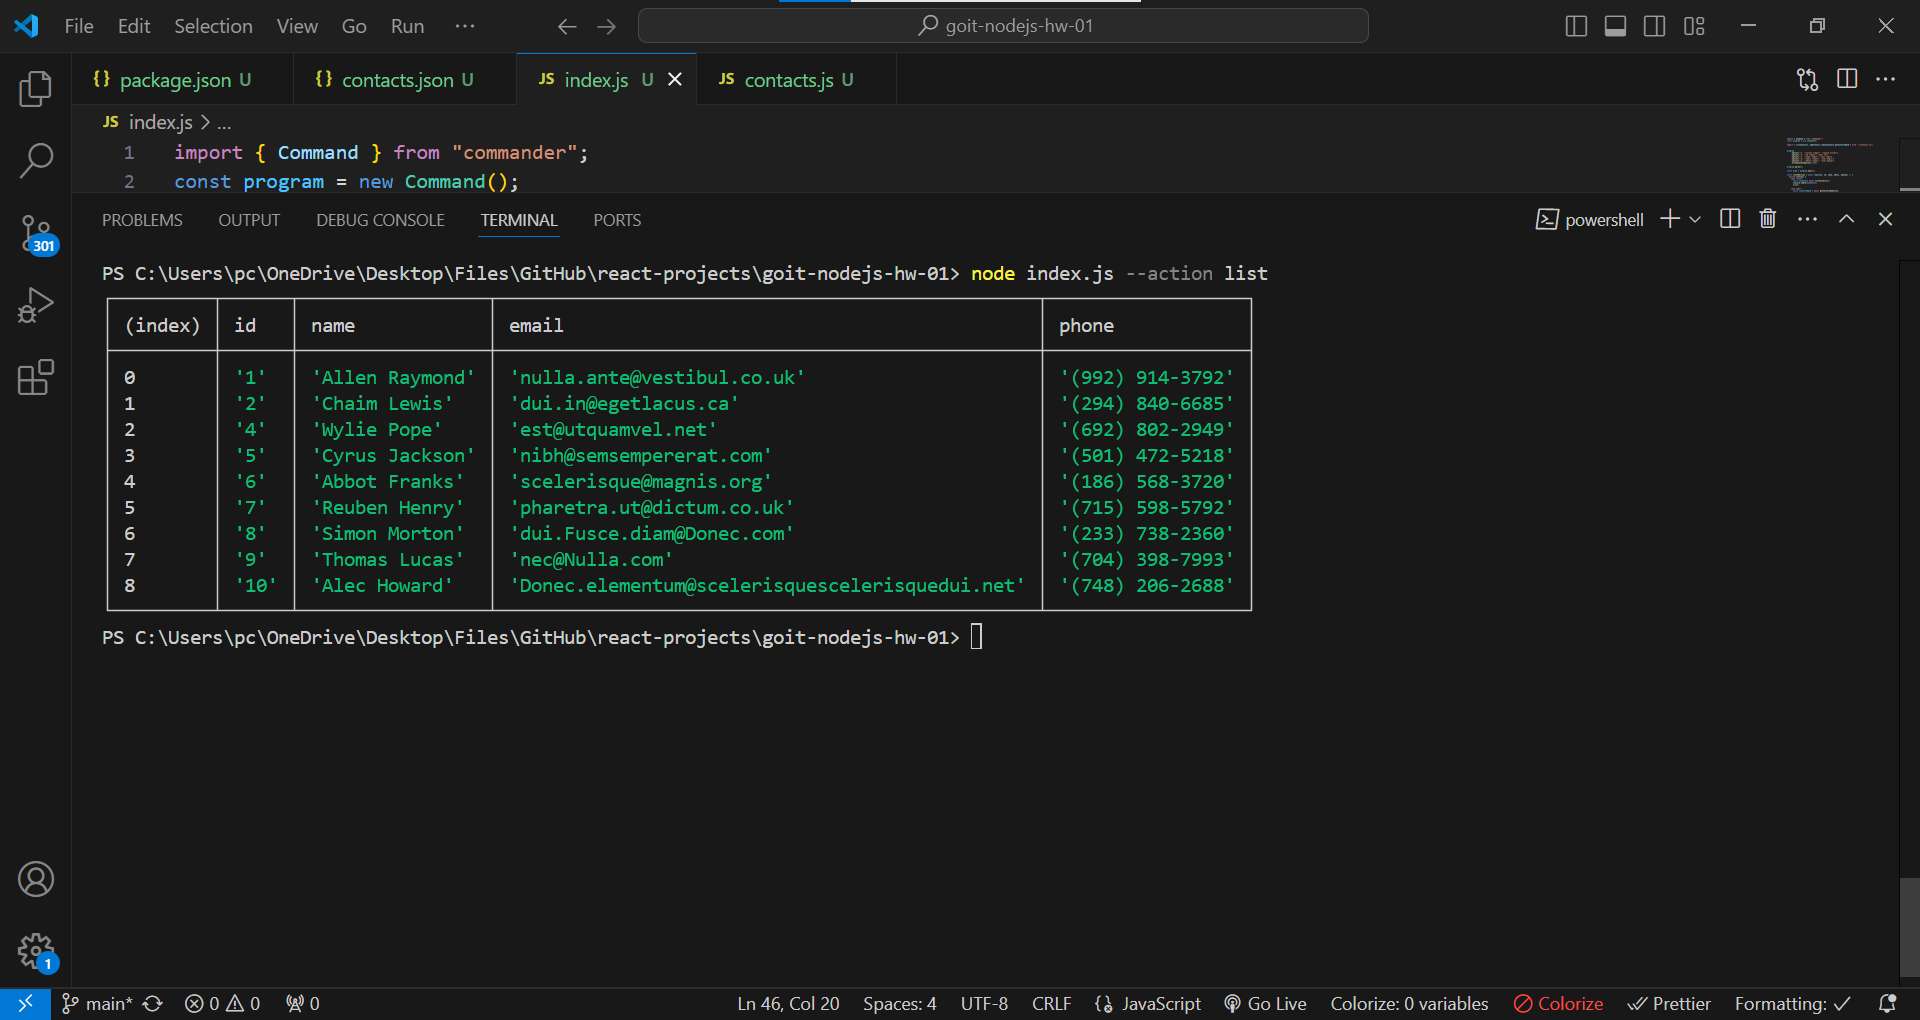 File Edit Selection View Go Run ··· ← → goit-nodejs-hw-01
{} package.json U {} contacts.json U JS index.js U × JS contacts.js U ···
JS index.js > ...
1 import { Command } from "commander";
2 const program = new Command();
PROBLEMS OUTPUT DEBUG CONSOLE TERMINAL PORTS powershell
301
PS C:\Users\pc\OneDrive\Desktop\Files\GitHub\react-projects\goit-nodejs-hw-01> node index.js --action list
(index) id name email phone
0 '1' 'Allen Raymond' 'nulla.ante@vestibul.co.uk' '(992) 914-3792'
1 '2' 'Chaim Lewis' 'dui.in@egetlacus.ca' '(294) 840-6685'
2 '4' 'Wylie Pope' 'est@utquamvel.net' '(692) 802-2949'
3 '5' 'Cyrus Jackson' 'nibh@semsempererat.com' '(501) 472-5218'
4 '6' 'Abbot Franks' 'scelerisque@magnis.org' '(186) 568-3720'
5 '7' 'Reuben Henry' 'pharetra.ut@dictum.co.uk' '(715) 598-5792'
6 '8' 'Simon Morton' 'dui.Fusce.diam@Donec.com' '(233) 738-2360'
7 '9' 'Thomas Lucas' 'nec@Nulla.com' '(704) 398-7993'
8 '10' 'Alec Howard' 'Donec.elementum@scelerisquescelerisquedui.net' '(748) 206-2688'
PS C:\Users\pc\OneDrive\Desktop\Files\GitHub\react-projects\goit-nodejs-hw-01>
1
main* 0 0 0 Ln 46, Col 20 Spaces: 4 UTF-8 CRLF JavaScript Go Live Colorize: 0 variables Colorize Prettier Formatting: ✓